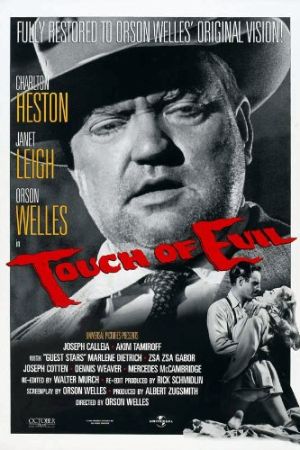 FULLY RESTORED TO ORSON WELLES' ORIGINAL VISION!
CHARLTON
HESTON
JANET
LEIGH
ORSON
WELLES
in
TOUCH OF EVIL
UNIVERSAL PICTURES PRESENTS
JOSEPH CALLEIA · AKIM TAMIROFF
WITH "GUEST STARS" MARLENE DIETRICH · ZSA ZSA GABOR
JOSEPH COTTEN · DENNIS WEAVER · MERCEDES McCAMBRIDGE
RE-EDITED BY WALTER MURCH · RE-EDIT PRODUCED BY RICK SCHMIDLIN
SCREENPLAY BY ORSON WELLES · PRODUCED BY ALBERT ZUGSMITH
DIRECTED BY ORSON WELLES
OCTOBER